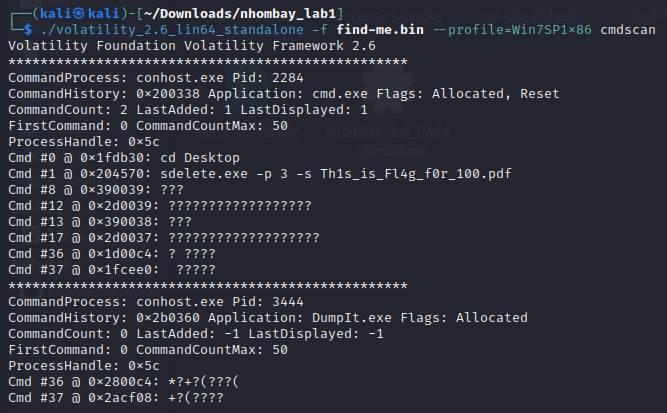 ┌──(kali㉿kali)-[~/Downloads/nhombay_lab1]
└─$ ./volatility_2.6_lin64_standalone -f find-me.bin --profile=Win7SP1×86 cmdscan
Volatility Foundation Volatility Framework 2.6
**************************************************
CommandProcess: conhost.exe Pid: 2284
CommandHistory: 0×200338 Application: cmd.exe Flags: Allocated, Reset
CommandCount: 2 LastAdded: 1 LastDisplayed: 1
FirstCommand: 0 CommandCountMax: 50
ProcessHandle: 0×5c
Cmd #0 @ 0×1fdb30: cd Desktop
Cmd #1 @ 0×204570: sdelete.exe -p 3 -s Th1s_is_Fl4g_f0r_100.pdf
Cmd #8 @ 0×390039: ???
Cmd #12 @ 0×2d0039: ??????????????????
Cmd #13 @ 0×390038: ???
Cmd #17 @ 0×2d0037: ???????????????????
Cmd #36 @ 0×1d00c4: ? ????
Cmd #37 @ 0×1fcee0:  ?????
**************************************************
CommandProcess: conhost.exe Pid: 3444
CommandHistory: 0×2b0360 Application: DumpIt.exe Flags: Allocated
CommandCount: 0 LastAdded: -1 LastDisplayed: -1
FirstCommand: 0 CommandCountMax: 50
ProcessHandle: 0×5c
Cmd #36 @ 0×2800c4: *?+?(???(
Cmd #37 @ 0×2acf08: +?(????